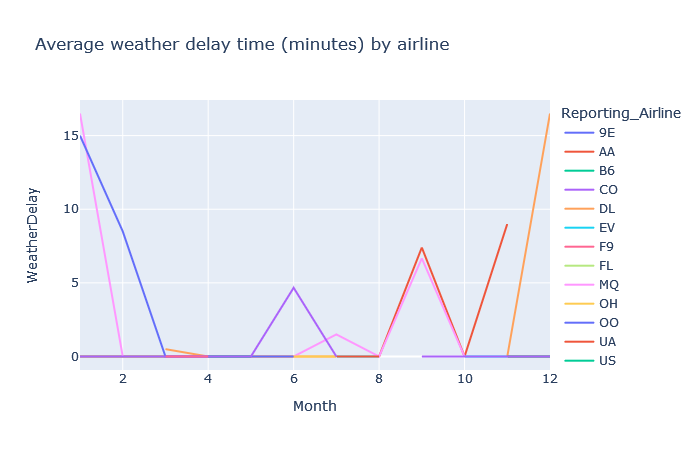 Average weather delay time (minutes) by airline
Reporting_Airline
9E
AA
B6
CO
DL
EV
F9
FL
MQ
OH
OO
UA
US
WeatherDelay
15
10
5
0
2
4
6
8
10
12
Month